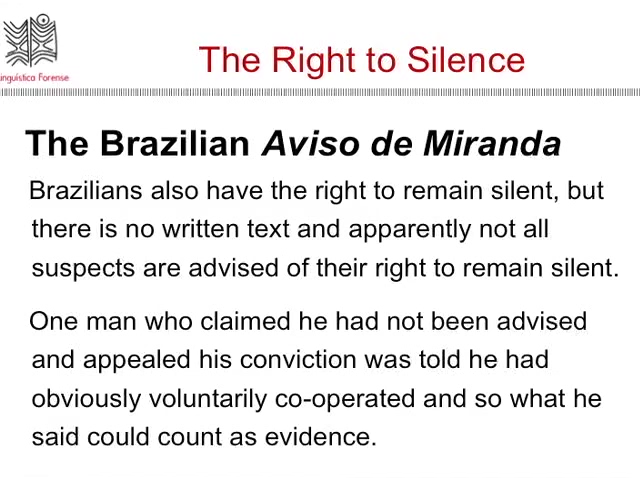 inguística Forense
The Right to Silence
The Brazilian Aviso de Miranda
Brazilians also have the right to remain silent, but
there is no written text and apparently not all
suspects are advised of their right to remain silent.
One man who claimed he had not been advised
and appealed his conviction was told he had
obviously voluntarily co-operated and so what he
said could count as evidence.